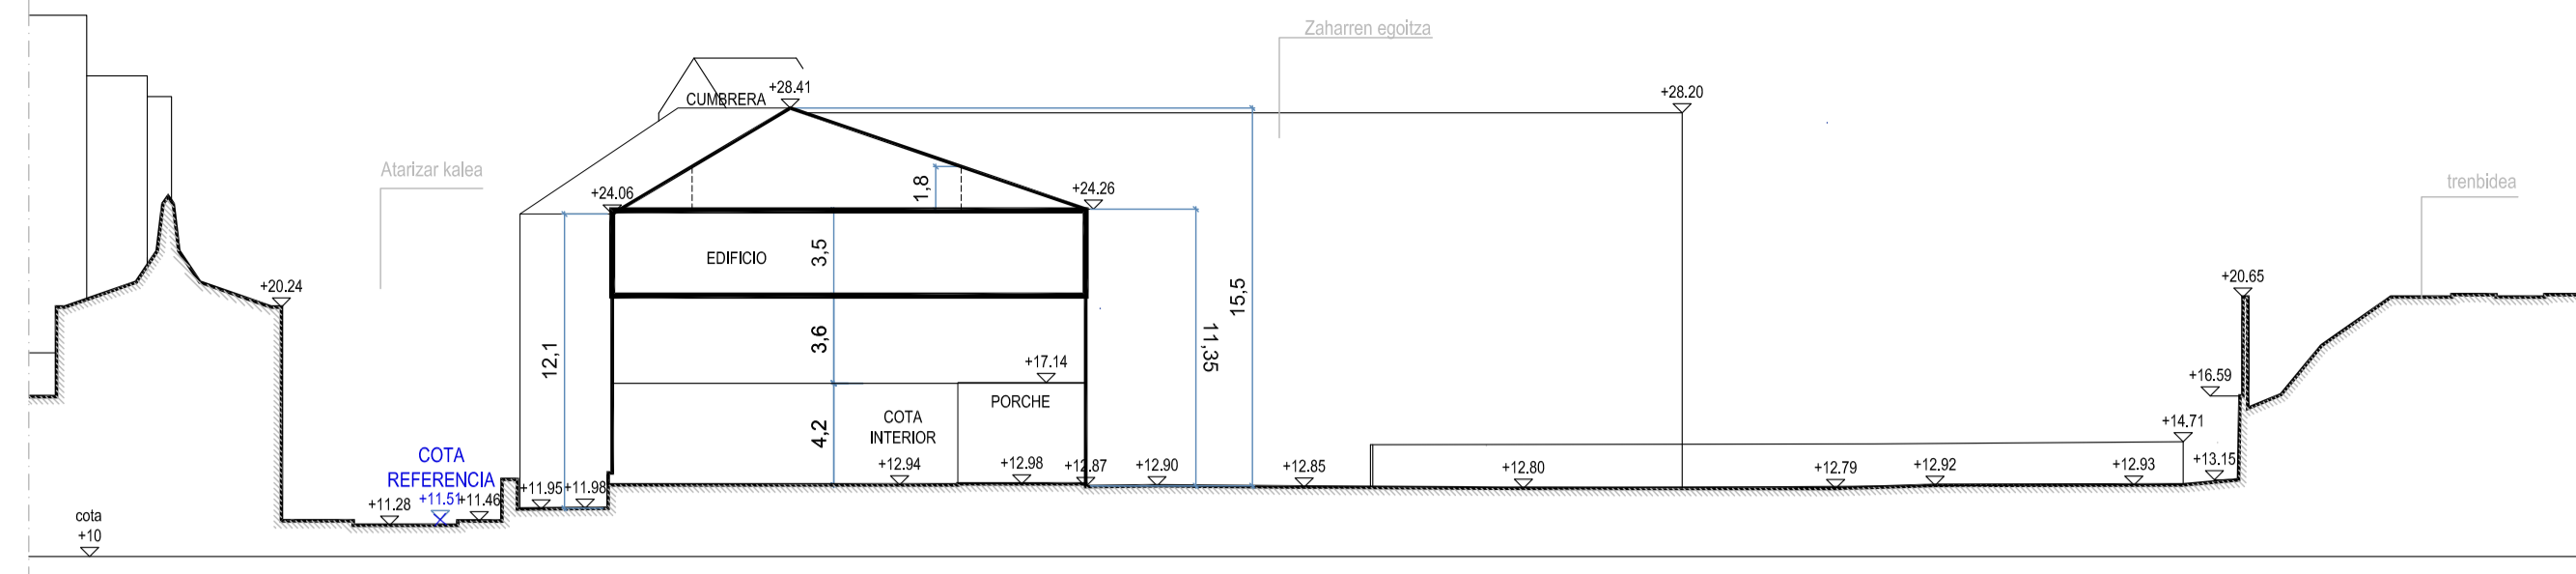 Zaharren egoitza
+28.41
CUMBRERA
+28.20
Atarizar kalea
+24.06
1,8
+24.26
trenbidea
EDIFICIO
3,5
+20.24
15,5
+20.65
12,1
3,6
11,35
+17.14
+16.59
PORCHE
COTA
INTERIOR
4,2
+14.71
COTA
REFERENCIA
+11.51
+11.46
+11.28
+11.95
+11.98
+12.94
+12.98
+12.87
+12.90
+12.85
+12.80
+12.79
+12.92
+12.93
+13.15
cota
+10